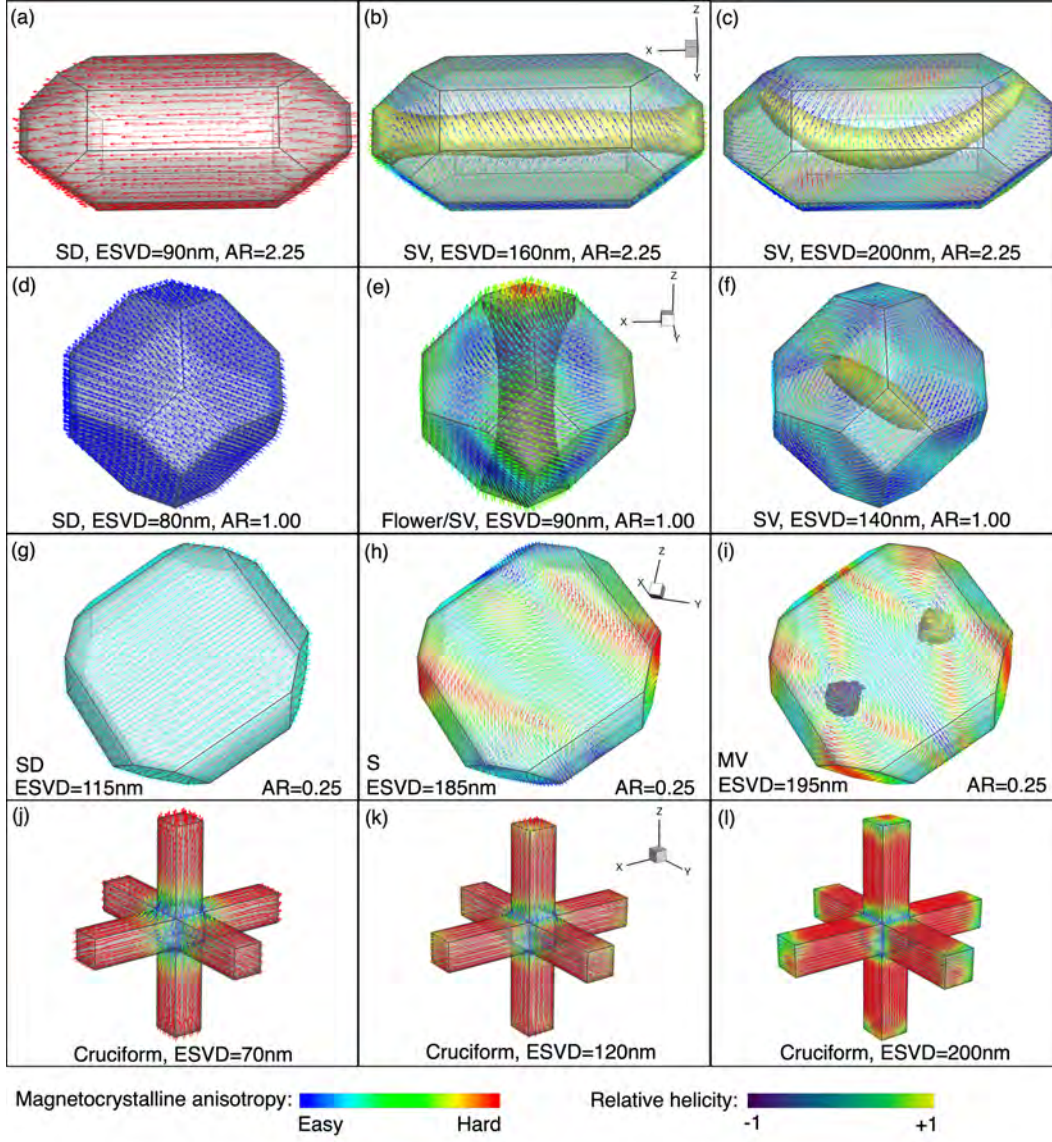 (a)
(b)
Z
X
Y
(c)
SD, ESVD=90nm, AR=2.25
SV, ESVD=160nm, AR=2.25
SV, ESVD=200nm, AR=2.25
(d)
(e)
Z
X
Y
(f)
SD, ESVD=80nm, AR=1.00
Flower/SV, ESVD=90nm, AR=1.00
SV, ESVD=140nm, AR=1.00
(g)
(h)
Z
X
Y
(i)
SD
ESVD=115nm AR=0.25
S
ESVD=185nm AR=0.25
MV
ESVD=195nm AR=0.25
(j)
(k)
Z
X
Y
(l)
Cruciform, ESVD=70nm
Cruciform, ESVD=120nm
Cruciform, ESVD=200nm
Magnetocrystalline anisotropy:
Easy Hard
Relative helicity:
-1 +1